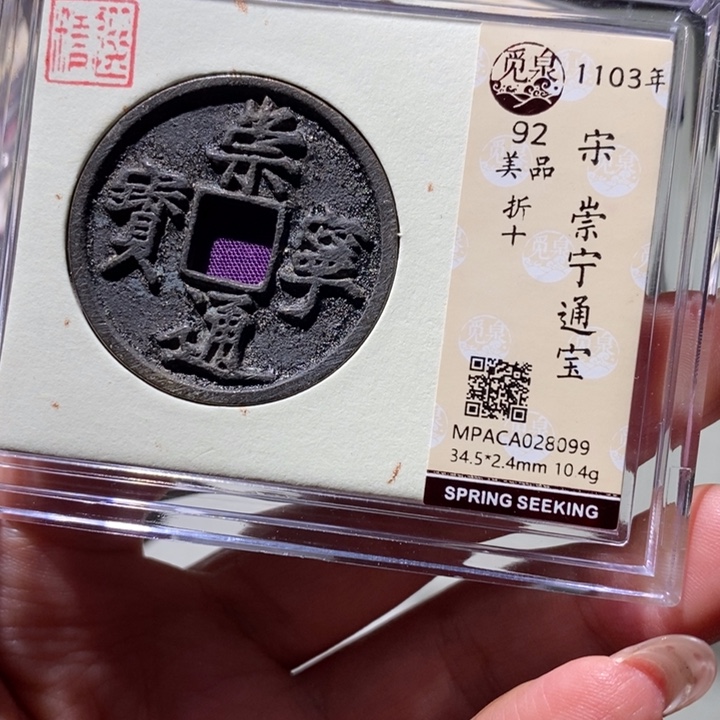 崇寧通寶
覓泉
1103年
92
美品
折十
宋 崇宁通宝
MPACA028099
34.5*2.4mm 10.4g
SPRING SEEKING